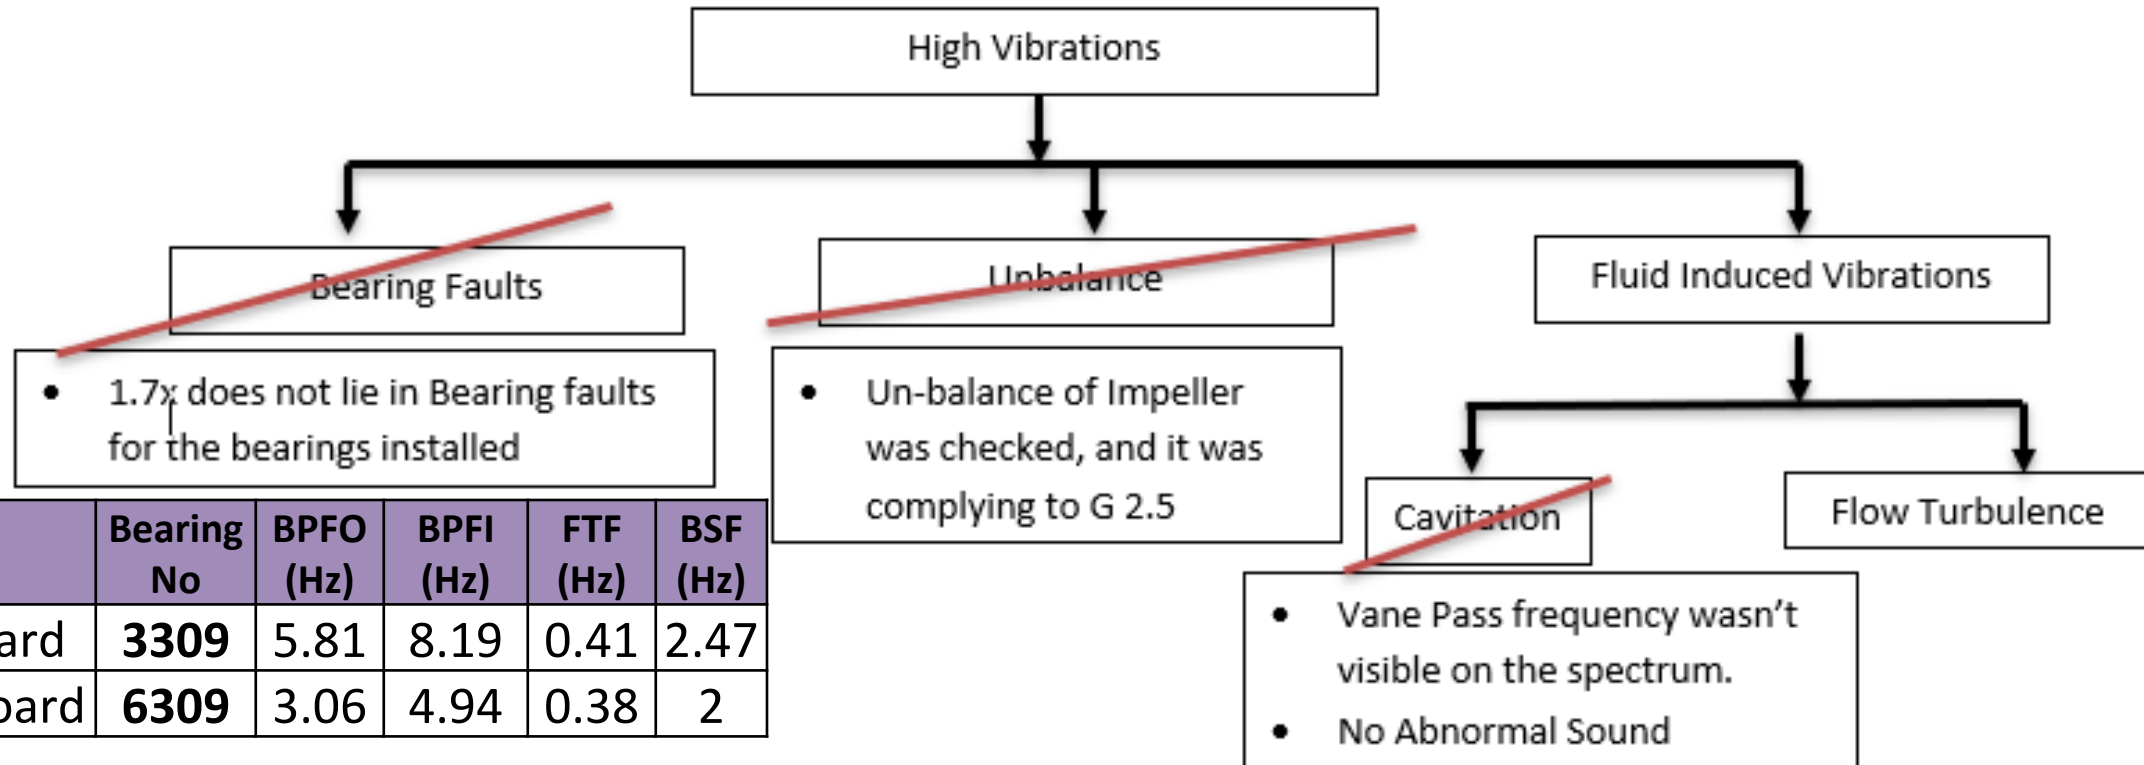 High Vibrations
Bearing Faults
Unbalance
Fluid Induced Vibrations
• 1.7x does not lie in Bearing faults
for the bearings installed
• Un-balance of Impeller
was checked, and it was
complying to G 2.5
Cavitation
Flow Turbulence
• Vane Pass frequency wasn't
visible on the spectrum.
• No Abnormal Sound
Bearing No BPFO (Hz) BPFI (Hz) FTF (Hz) BSF (Hz)
ard 3309 5.81 8.19 0.41 2.47
oard 6309 3.06 4.94 0.38 2